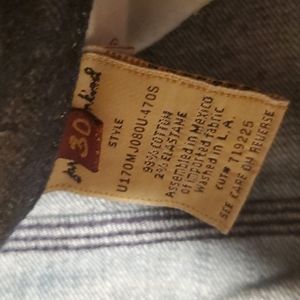 30
STYLE
U170MJ080U-470S
98% COTTON
2% ELASTANE
Assembled in Mexico
of imported fabric
Washed in L.A.
CUT# 719225
SEE CARE ON REVERSE